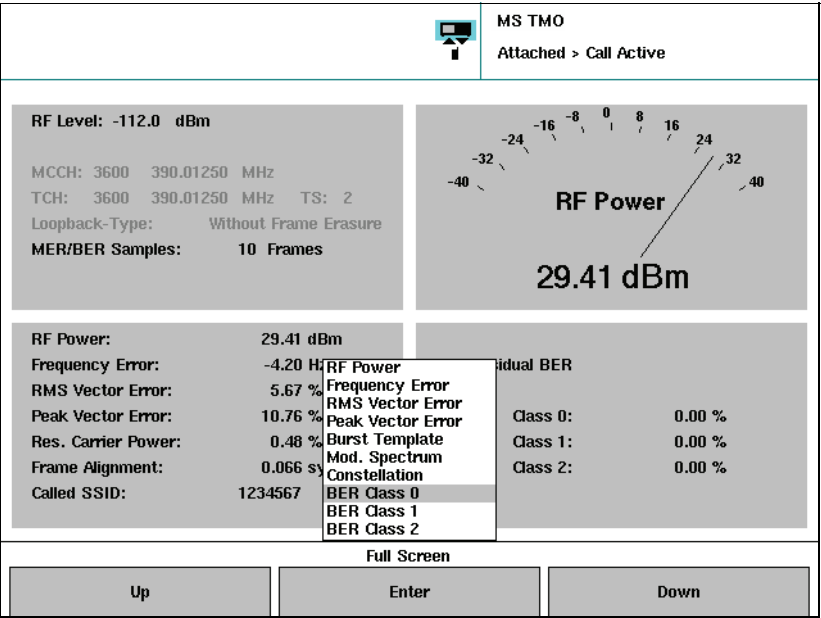 MS TMO
Attached > Call Active
RF Level: -112.0 dBm
MCCH: 3600 390.01250 MHz
TCH: 3600 390.01250 MHz TS: 2
Loopback-Type: Without Frame Erasure
MER/BER Samples: 10 Frames
-40 -32 -24 -16 -8 0 8 16 24 32 40
RF Power
29.41 dBm
RF Power: 29.41 dBm
Frequency Error: -4.20 Hz
RMS Vector Error: 5.67 %
Peak Vector Error: 10.76 %
Res. Carrier Power: 0.48 %
Frame Alignment: 0.066 sy
Called SSID: 1234567
RF Power
Frequency Error
RMS Vector Error
Peak Vector Error
Burst Template
Mod. Spectrum
Constellation
BER Class 0
BER Class 1
BER Class 2
idual BER
Class 0: 0.00 %
Class 1: 0.00 %
Class 2: 0.00 %
Full Screen
Up Enter Down